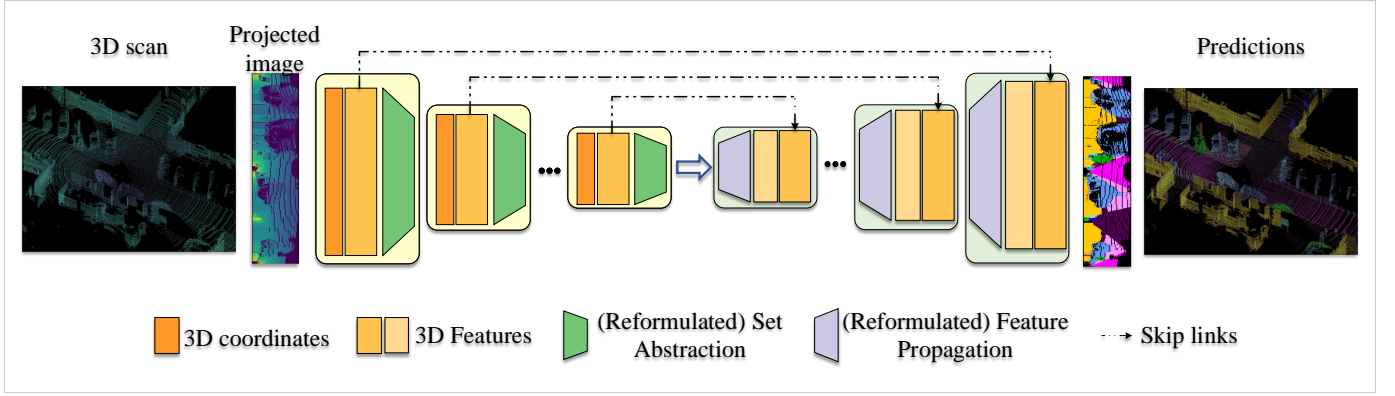 3D scan
Projected
image
Predictions
3D coordinates
3D Features
(Reformulated) Set
Abstraction
(Reformulated) Feature
Propagation
Skip links